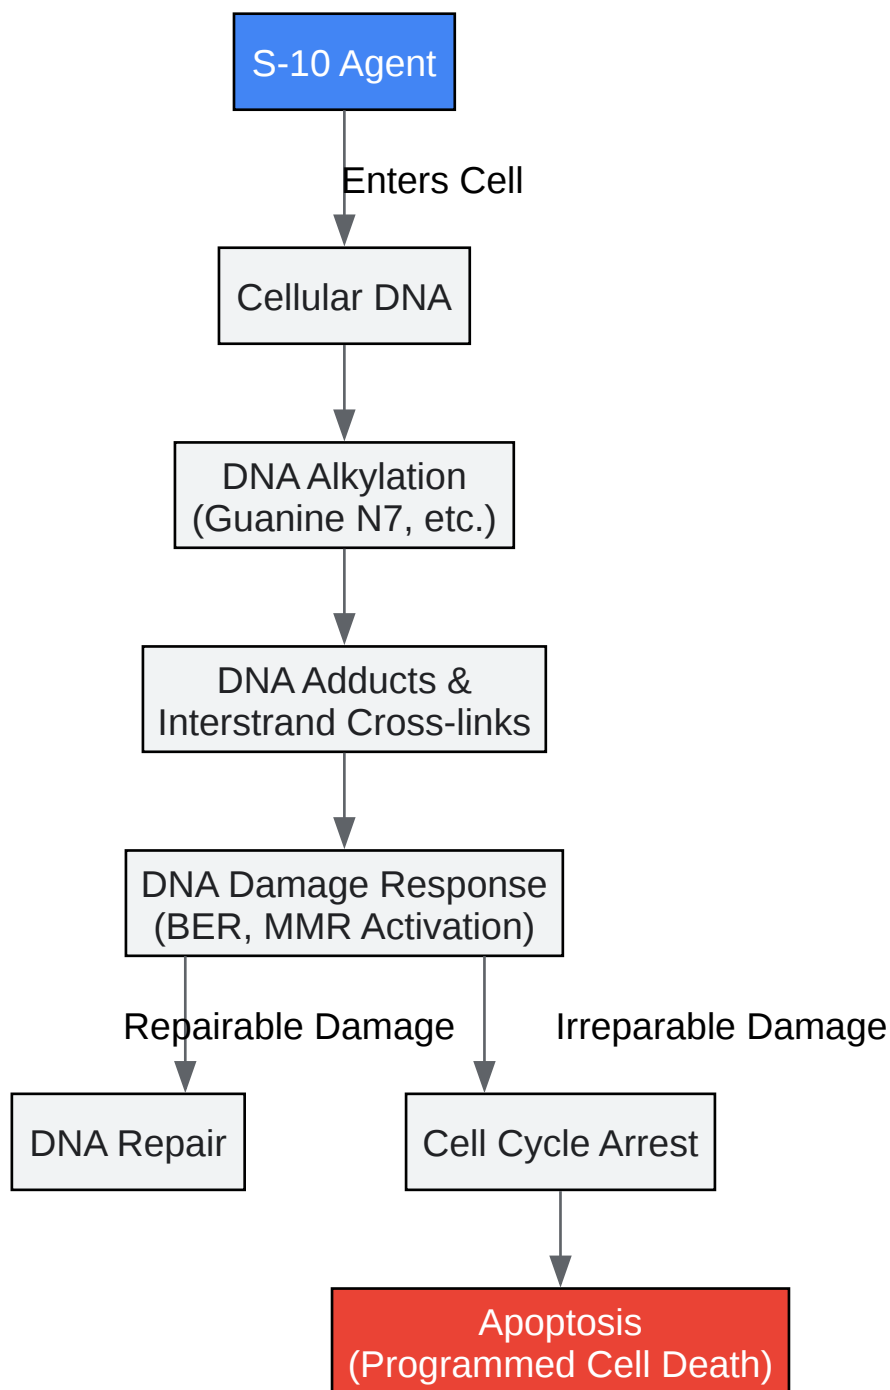 S-10 Agent
Enters Cell
Cellular DNA
DNA Alkylation
(Guanine N7, etc.)
DNA Adducts &
Interstrand Cross-links
DNA Damage Response
(BER, MMR Activation)
Repairable Damage
Irreparable Damage
DNA Repair
Cell Cycle Arrest
Apoptosis
(Programmed Cell Death)